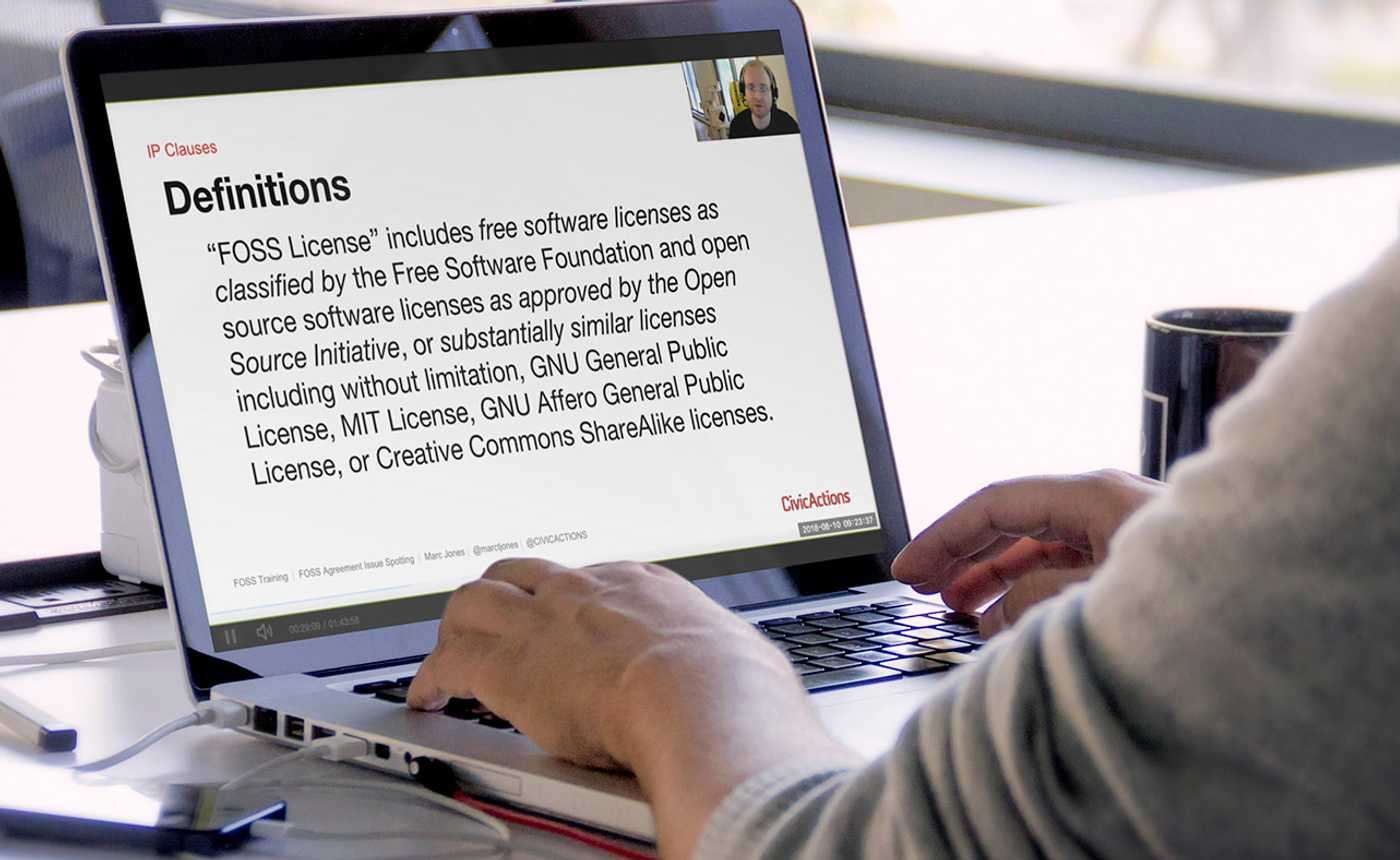 IP Clauses
Definitions
“FOSS License” includes free software licenses as
classified by the Free Software Foundation and open
source software licenses as approved by the Open
Source Initiative, or substantially similar licenses
including without limitation, GNU General Public
License, MIT License, GNU Affero General Public
License, or Creative Commons ShareAlike licenses.
CivicActions
2016-06-10 09:23:37
FOSS Training | FOSS Agreement Issue Spotting | Marc Jones | @marctjones | @CIVICACTIONS
00:29:09 / 01:43:58